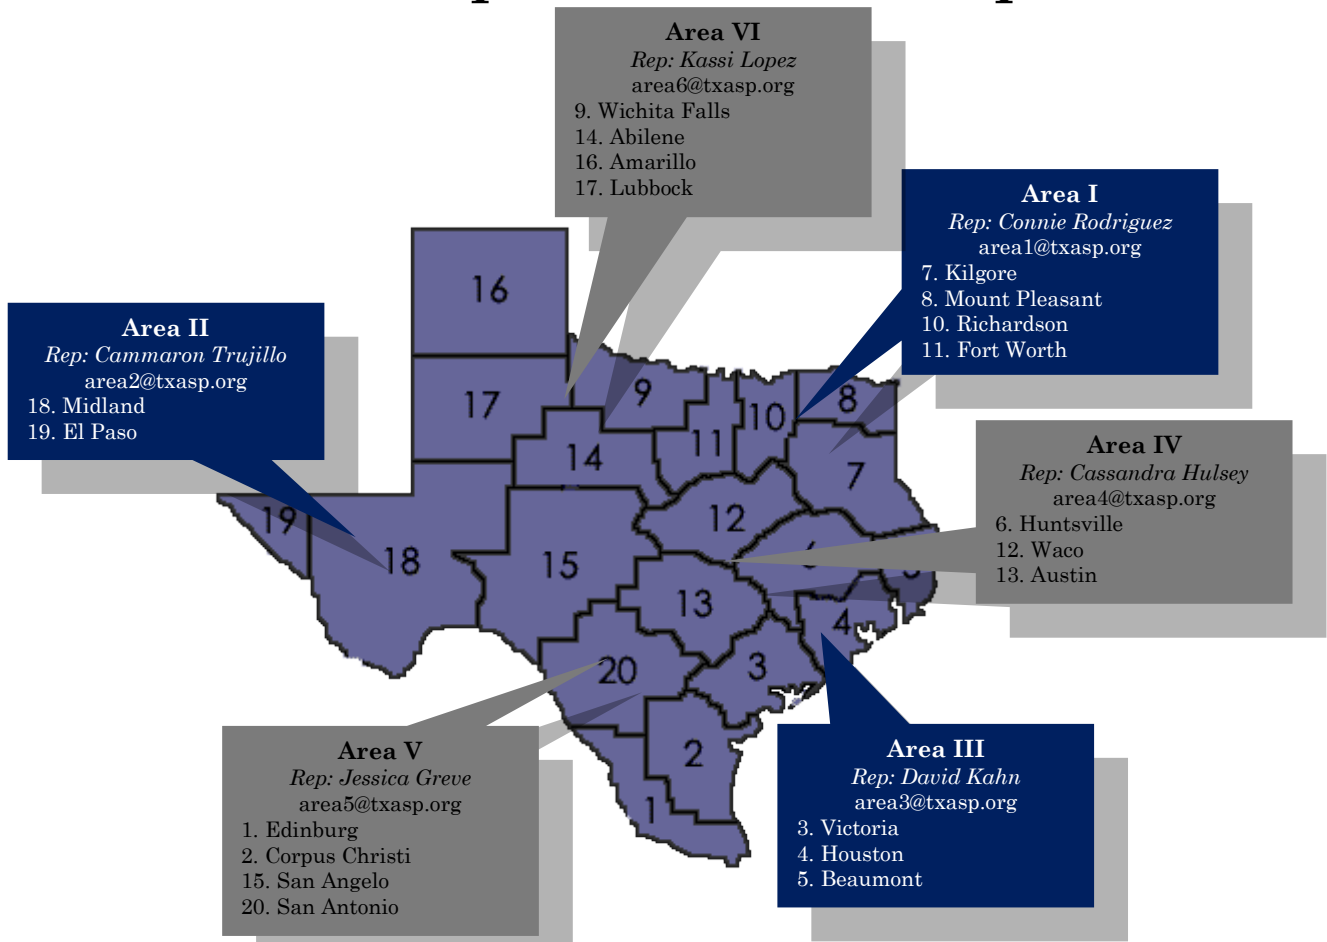 Area VI
Rep: Kassi Lopez
area6@txasp.org
9. Wichita Falls
14. Abilene
16. Amarillo
17. Lubbock
Area I
Rep: Connie Rodriguez
area1@txasp.org
7. Kilgore
8. Mount Pleasant
10. Richardson
11. Fort Worth
Area II
Rep: Cammaron Trujillo
area2@txasp.org
18. Midland
19. El Paso
Area IV
Rep: Cassandra Hulsey
area4@txasp.org
6. Huntsville
12. Waco
13. Austin
Area V
Rep: Jessica Greve
area5@txasp.org
1. Edinburg
2. Corpus Christi
15. San Angelo
20. San Antonio
Area III
Rep: David Kahn
area3@txasp.org
3. Victoria
4. Houston
5. Beaumont
16
17
9
8
10
11
14
7
12
19
18
15
13
4
20
3
2
1